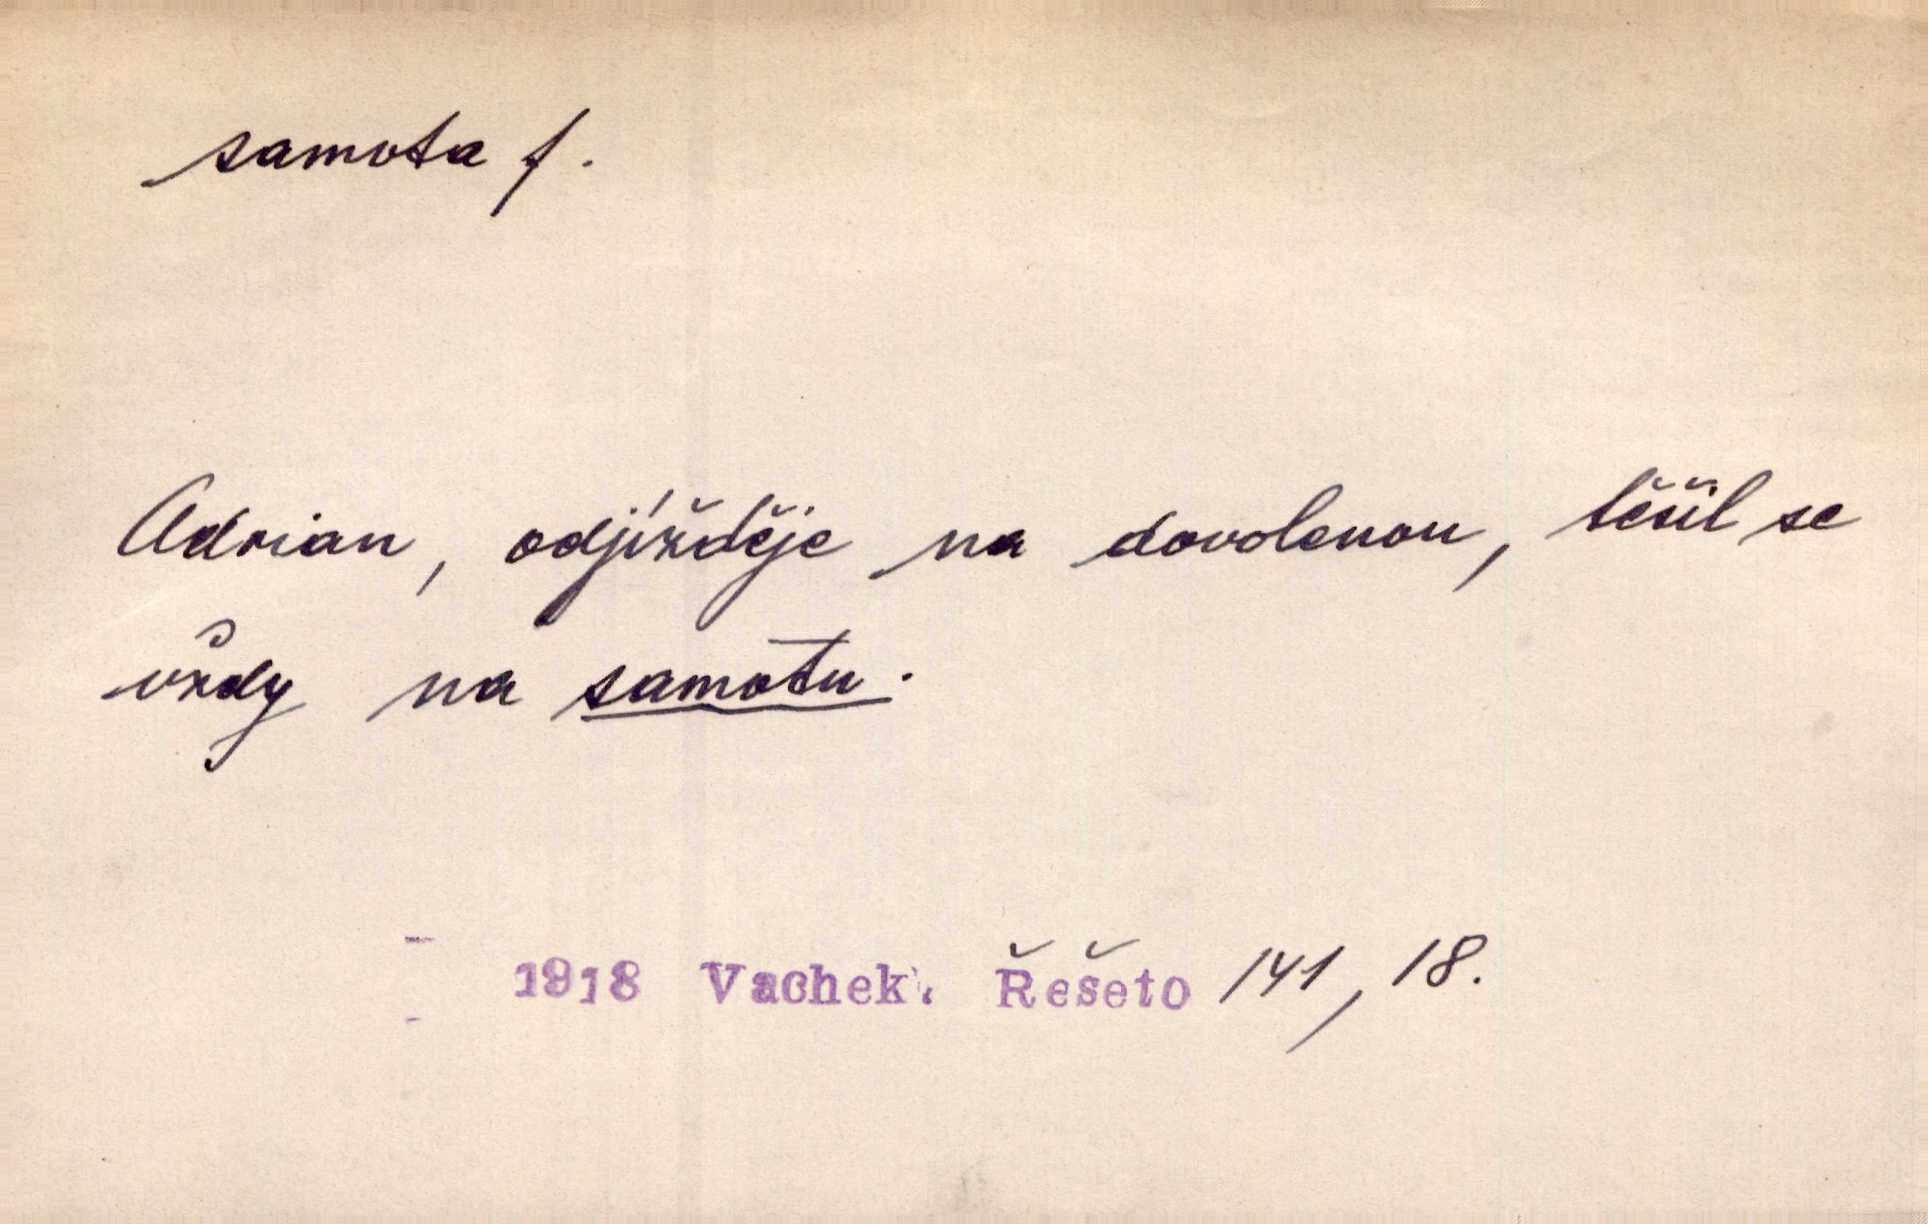 samota f.
Adrian, odjížděje na dovolenou, těšil se
vždy na samotu.
1918 Vachek. Řešeto 141, 18.